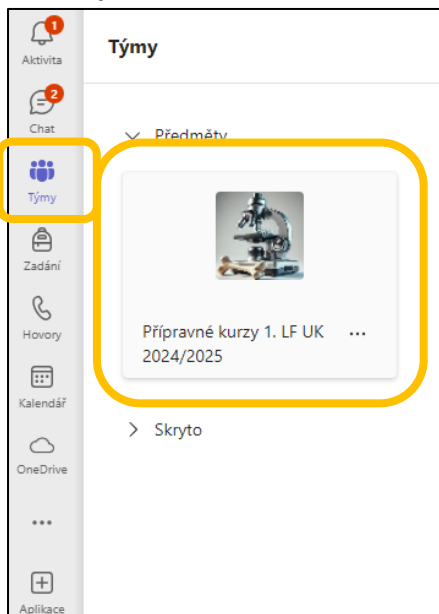 1
Aktivita
2
Chat
Týmy
Zadání
Hovory
Kalendář
OneDrive
Aplikace
Týmy
Předměty
Přípravné kurzy 1. LF UK ...
2024/2025
Skryto